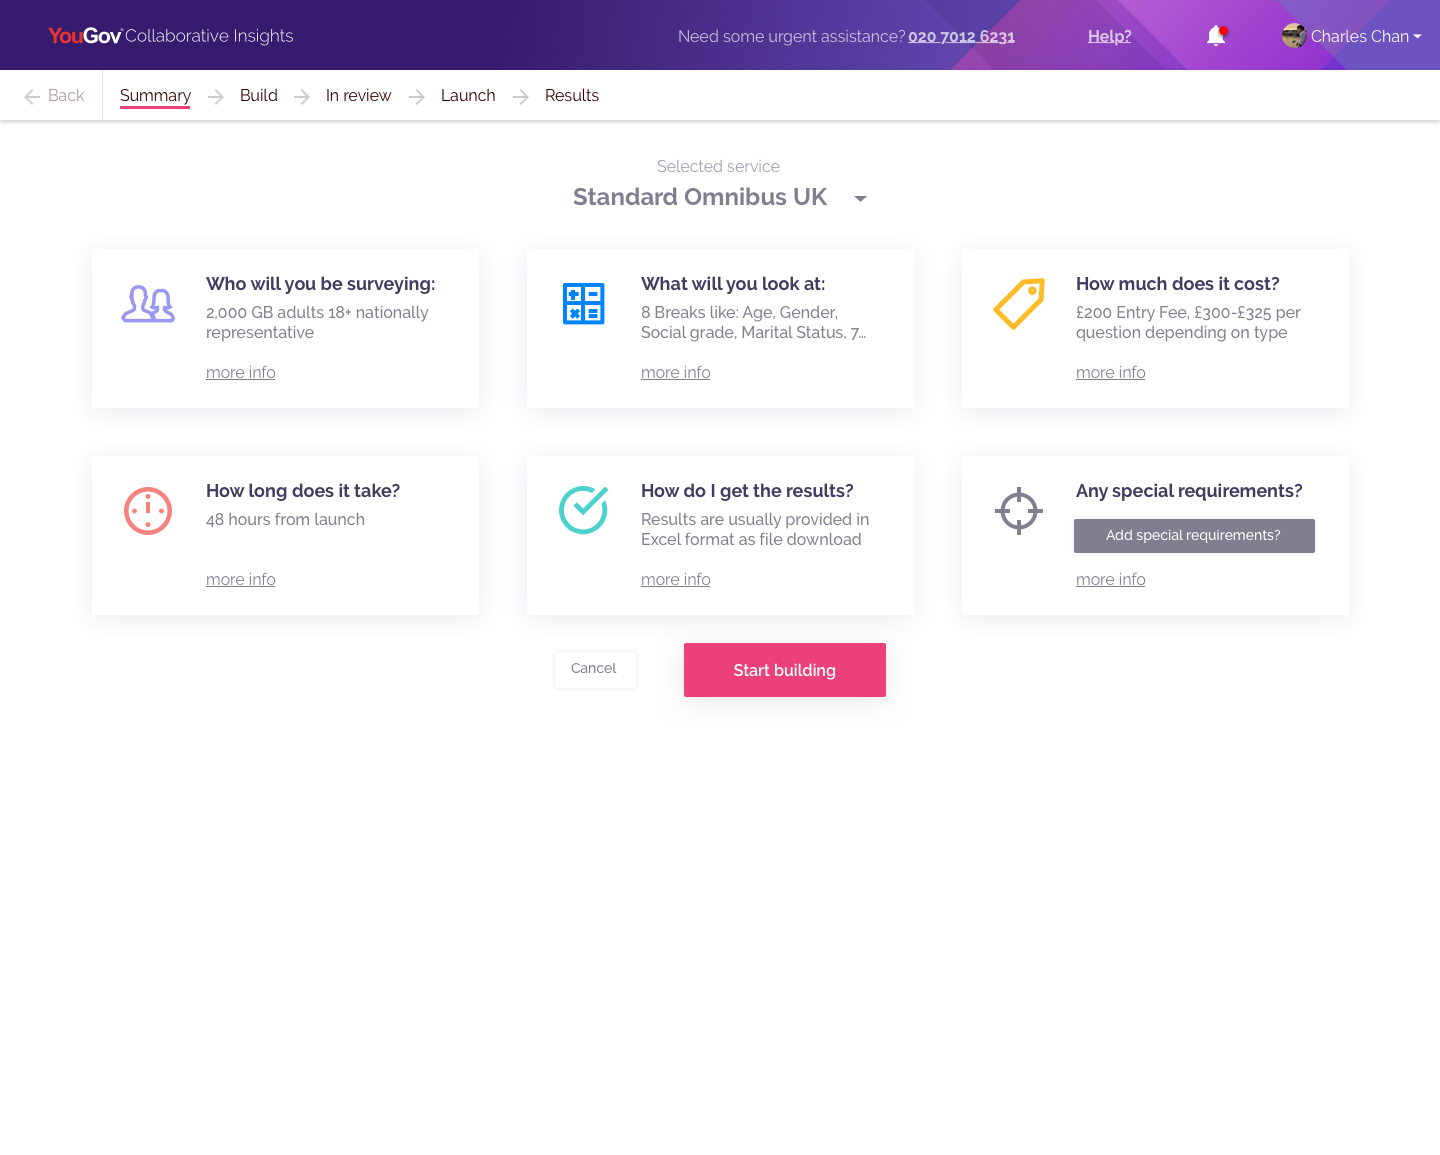 YouGov Collaborative Insights
Need some urgent assistance? 020 7012 6231
Help?
Charles Chan
Back
Summary
Build
In review
Launch
Results
Selected service
Standard Omnibus UK
Who will you be surveying:
2,000 GB adults 18+ nationally
representative
more info
What will you look at:
8 Breaks like: Age, Gender,
Social grade, Marital Status, 7...
more info
How much does it cost?
£200 Entry Fee, £300-£325 per
question depending on type
more info
How long does it take?
48 hours from launch
more info
How do I get the results?
Results are usually provided in
Excel format as file download
more info
Any special requirements?
Add special requirements?
more info
Cancel
Start building